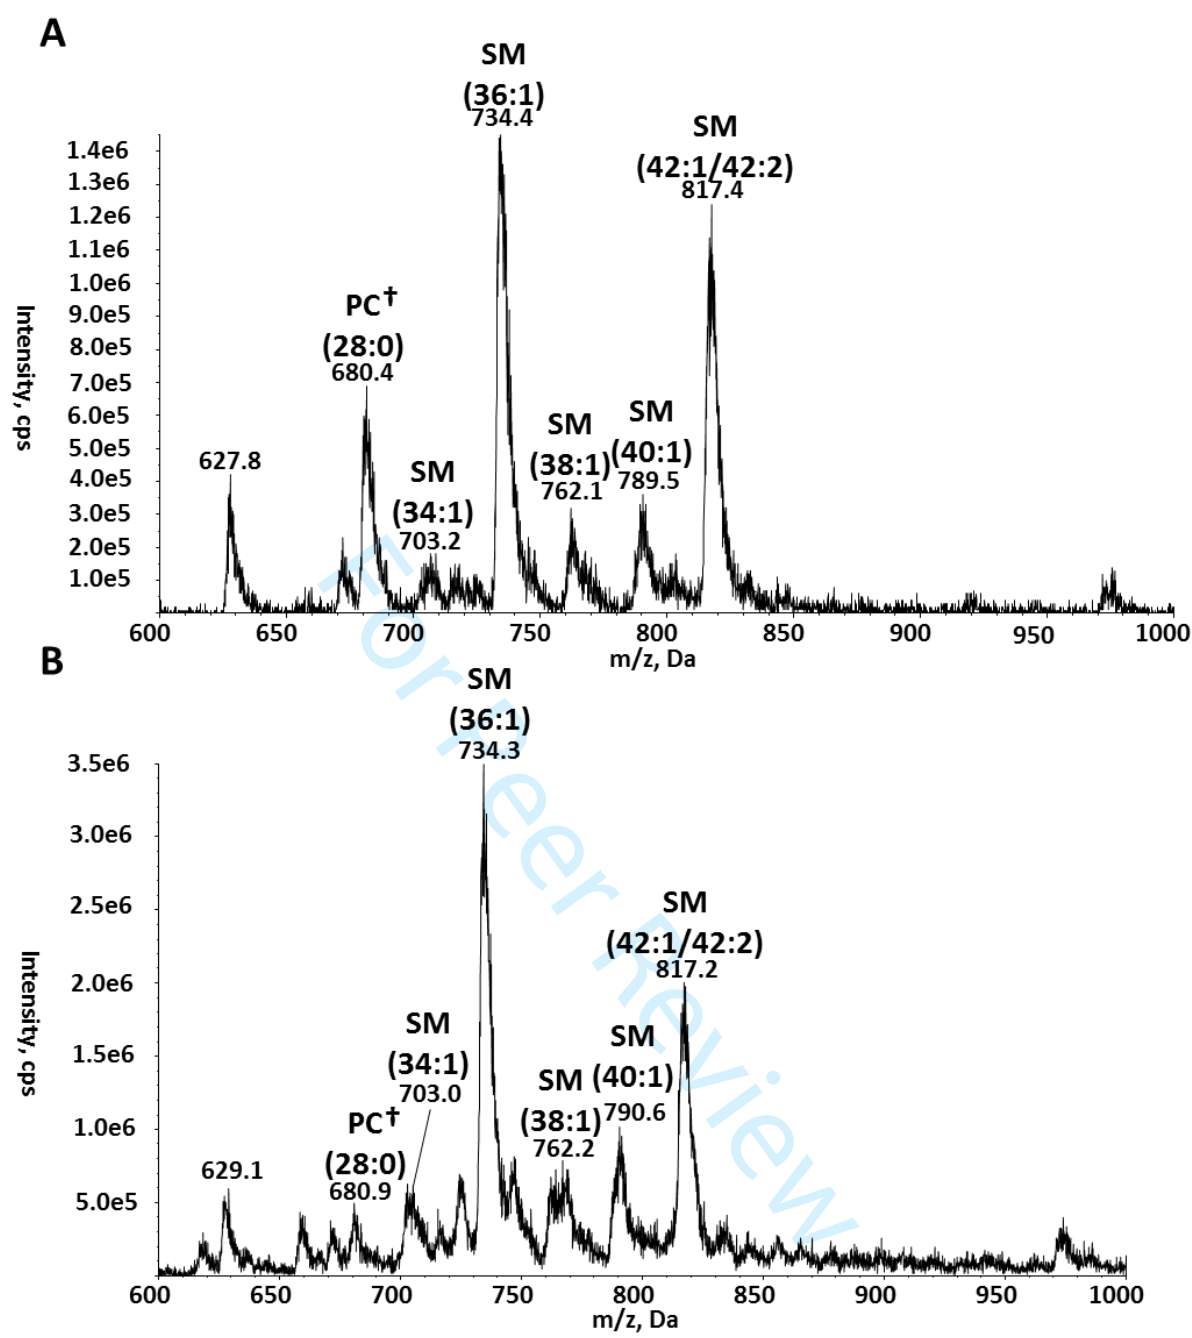 A
SM
(36:1)
734.4
SM
(42:1/42:2)
817.4
1.4e6
1.3e6
1.2e6
1.1e6
1.0e6
9.0e5
8.0e5
7.0e5
6.0e5
5.0e5
4.0e5
3.0e5
2.0e5
1.0e5
Intensity, cps
PC†
(28:0)
680.4
627.8
SM
(34:1)
703.2
SM
(38:1)
762.1
SM
(40:1)
789.5
600 650 700 750 800 850 900 950 1000
m/z, Da
B
SM
(36:1)
734.3
3.5e6
3.0e6
2.5e6
2.0e6
1.5e6
1.0e6
5.0e5
Intensity, cps
SM
(42:1/42:2)
817.2
SM
(34:1)
703.0
SM
(40:1)
790.6
SM
(38:1)
762.2
PC†
(28:0)
680.9
629.1
600 650 700 750 800 850 900 950 1000
m/z, Da
For Peer Review